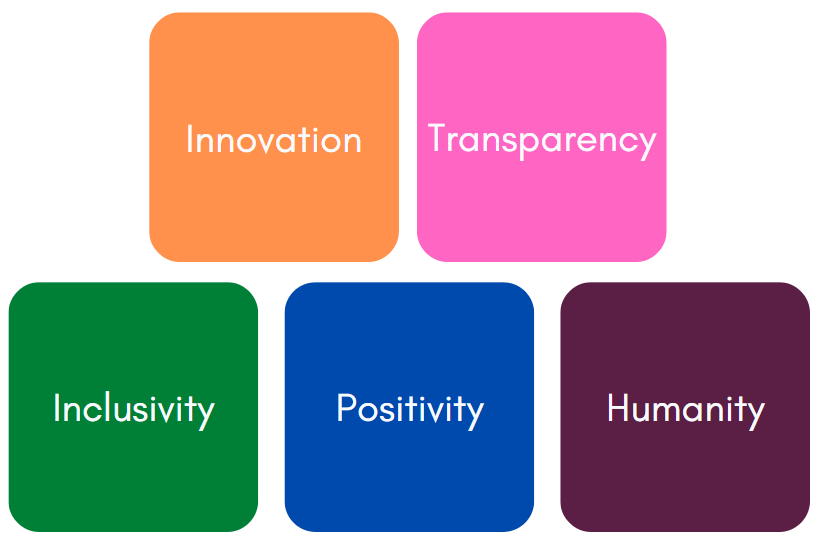 Innovation
Transparency
Inclusivity
Positivity
Humanity